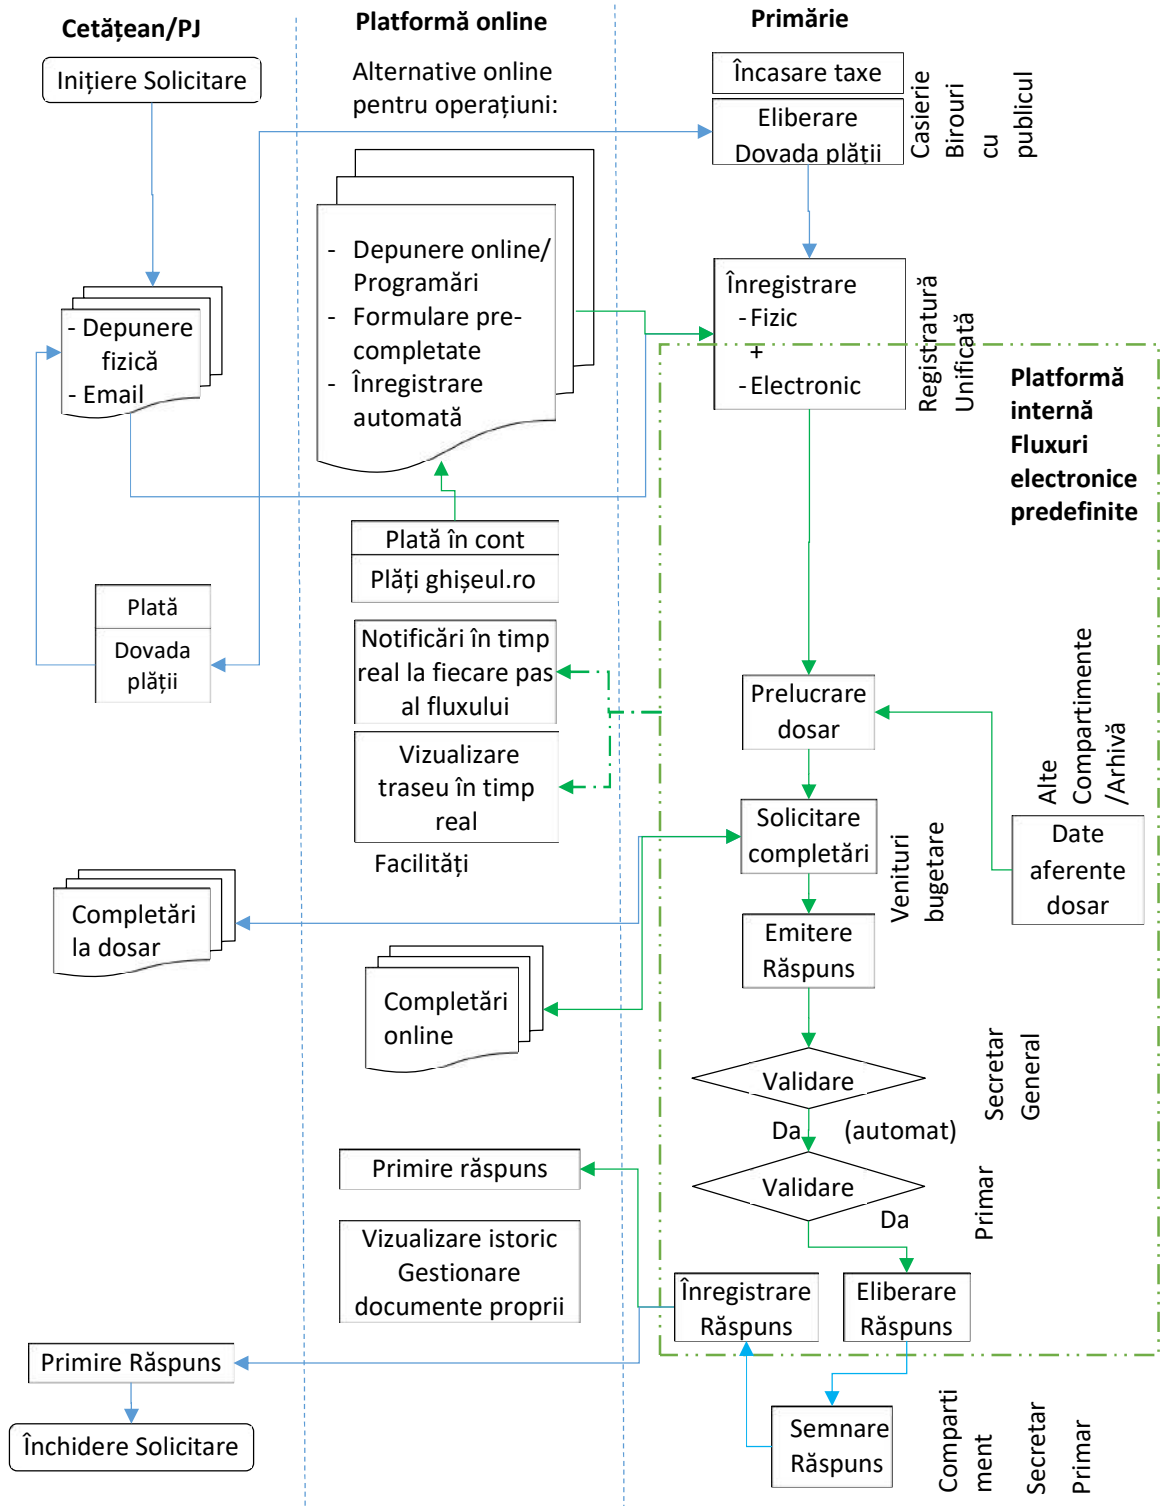 Cetățean/PJ
Inițiere Solicitare
- Depunere
fizică
- Email
Plată
Dovada
plății
Completări
la dosar
Primire Răspuns
Închidere Solicitare
Platformă online
Alternative online
pentru operațiuni:
- Depunere online/
Programări
- Formulare pre-
completate
- Înregistrare
automată
Plată în cont
Plăți ghișeul.ro
Notificări în timp
real la fiecare pas
al fluxului
Vizualizare
traseu în timp
real
Facilități
Completări
online
Primire răspuns
Vizualizare istoric
Gestionare
documente proprii
Primărie
Încasare taxe
Eliberare
Dovada plății
Casierie
Birouri
cu
publicul
Înregistrare
- Fizic
+
- Electronic
Registratură
Unificată
Platformă
internă
Fluxuri
electronice
predefinite
Prelucrare
dosar
Alte
Compartimente
/Arhivă
Date
aferente
dosar
Solicitare
completări
Venituri
bugetare
Emitere
Răspuns
Validare
Secretar
General
Da (automat)
Validare
Primar
Da
Înregistrare
Răspuns
Eliberare
Răspuns
Semnare
Răspuns
Comparti
ment
Secretar
Primar